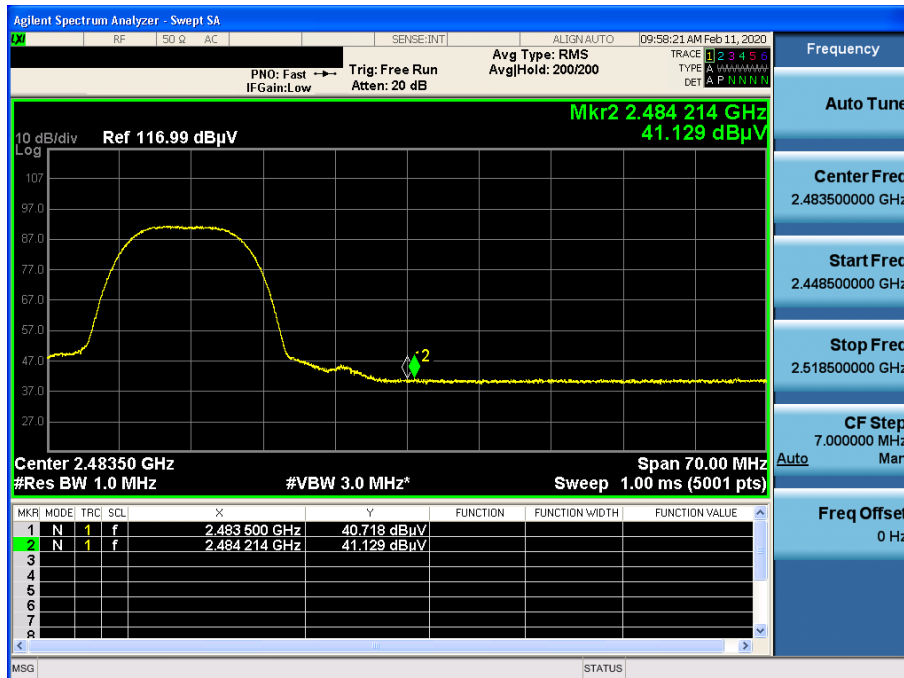 Agilent Spectrum Analyzer - Swept SA
LXI RF 50 Ω AC SENSE:INT ALIGN AUTO 09:58:21 AM Feb 11, 2020
PNO: Fast Trig: Free Run Avg Type: RMS TRACE 1 2 3 4 5 6
IFGain:Low Atten: 20 dB Avg|Hold: 200/200 TYPE A WWWWWW
DET A P N N N N
Mkr2 2.484 214 GHz
41.129 dBµV
10 dB/div Ref 116.99 dBµV
Log
107
97.0
87.0
77.0
67.0
57.0
47.0
37.0
27.0
2
Center 2.48350 GHz Span 70.00 MHz
#Res BW 1.0 MHz #VBW 3.0 MHz* Sweep 1.00 ms (5001 pts)
MKR MODE TRC SCL X Y FUNCTION FUNCTION WIDTH FUNCTION VALUE
1 N 1 f 2.483 500 GHz 40.718 dBµV
2 N 1 f 2.484 214 GHz 41.129 dBµV
3
4
5
6
7
8
MSG STATUS
Frequency
Auto Tune
Center Freq
2.483500000 GHz
Start Freq
2.448500000 GHz
Stop Freq
2.518500000 GHz
CF Step
7.000000 MHz
Auto Man
Freq Offset
0 Hz